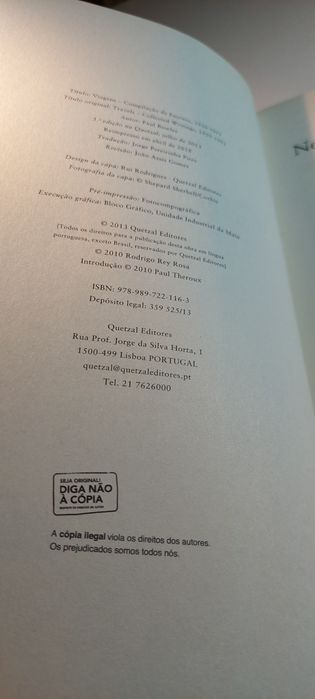 Título: Viagens – Compilação de Escritos, 1950-1993
Título original: Travels – Collected Writings, 1950-1993
Autor: Paul Bowles
1.ª edição na Quetzal: julho de 2013
Reimpresso em abril de 2018
Tradução: Jorge Pereirinha Pires
Revisão: João Assis Gomes
Design da capa: Rui Rodrigues · Quetzal Editores
Fotografia da capa: © Shepard Sherbell/Corbis
Pré-impressão: Fotocompográfica
Execução gráfica: Bloco Gráfico, Unidade Industrial da Maia
© 2013 Quetzal Editores
[Todos os direitos para a publicação desta obra em língua
portuguesa, exceto Brasil, reservados por Quetzal Editores]
© 2010 Rodrigo Rey Rosa
Introdução © 2010 Paul Theroux
ISBN: 978-989-722-116-3
Depósito legal: 359 525/13
Quetzal Editores
Rua Prof. Jorge da Silva Horta, 1
1500-499 Lisboa PORTUGAL
quetzal@quetzaleditores.pt
Tel. 21 7626000
SEJA ORIGINAL!
DIGA NÃO
À CÓPIA
RESPEITE OS DIREITOS DE AUTOR
A cópia ilegal viola os direitos dos autores.
Os prejudicados somos todos nós.